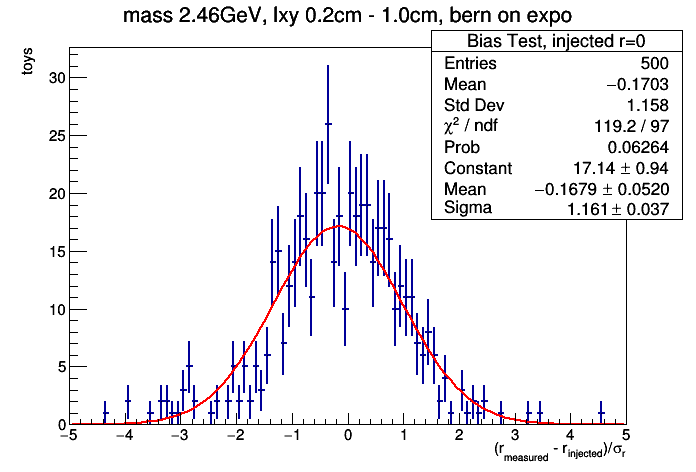 mass 2.46GeV, lxy 0.2cm - 1.0cm, bern on expo
Bias Test, injected r=0
Entries 500
Mean −0.1703
Std Dev 1.158
χ² / ndf 119.2 / 97
Prob 0.06264
Constant 17.14 ± 0.94
Mean −0.1679 ± 0.0520
Sigma 1.161 ± 0.037
toys
30
25
20
15
10
5
0
−5 −4 −3 −2 −1 0 1 2 3 4 5
(r_measured - r_injected)/σ_r